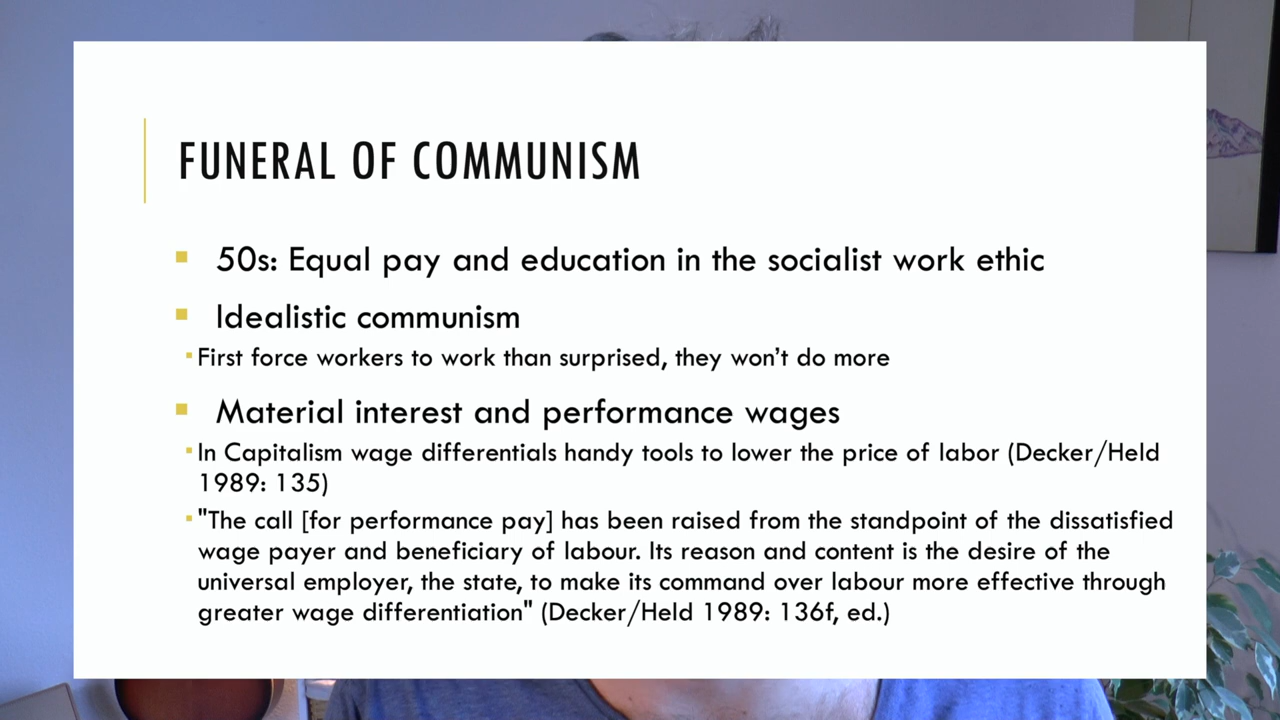 FUNERAL OF COMMUNISM
50s: Equal pay and education in the socialist work ethic
Idealistic communism
First force workers to work than surprised, they won't do more
Material interest and performance wages
In Capitalism wage differentials handy tools to lower the price of labor (Decker/Held
1989: 135)
"The call [for performance pay] has been raised from the standpoint of the dissatisfied
wage payer and beneficiary of labour. Its reason and content is the desire of the
universal employer, the state, to make its command over labour more effective through
greater wage differentiation" (Decker/Held 1989: 136f, ed.)